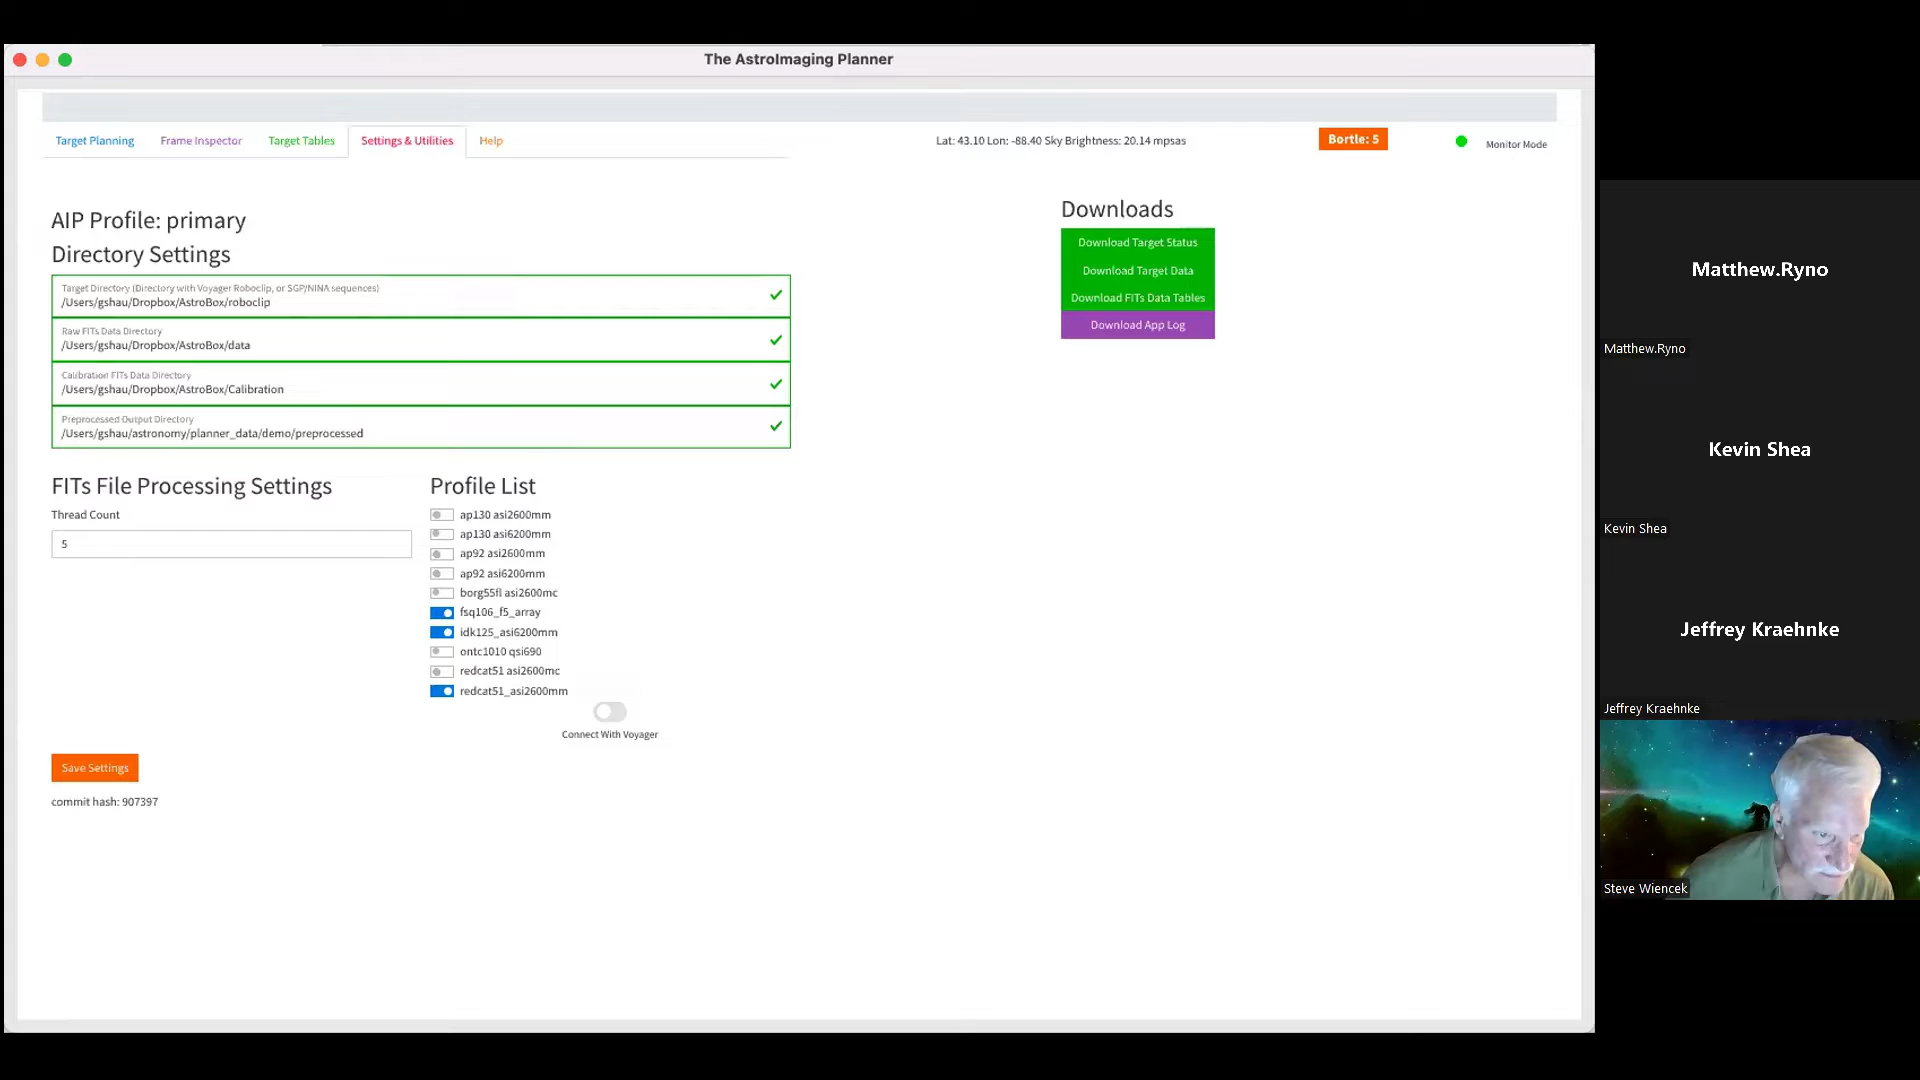 The AstroImaging Planner
Target Planning
Frame Inspector
Target Tables
Settings & Utilities
Help
Lat: 43.10 Lon: -88.40 Sky Brightness: 20.14 mpsas
Bortle: 5
Monitor Mode
AIP Profile: primary
Directory Settings
Target Directory (Directory with Voyager Roboclip, or SGP/NINA sequences)
/Users/gshau/Dropbox/AstroBox/roboclip
Raw FITs Data Directory
/Users/gshau/Dropbox/AstroBox/data
Calibration FITs Data Directory
/Users/gshau/Dropbox/AstroBox/Calibration
Preprocessed Output Directory
/Users/gshau/astronomy/planner_data/demo/preprocessed
Downloads
Download Target Status
Download Target Data
Download FITs Data Tables
Download App Log
FITs File Processing Settings
Thread Count
5
Profile List
ap130 asi2600mm
ap130 asi6200mm
ap92 asi2600mm
ap92 asi6200mm
borg55fl asi2600mc
fsq106_f5_array
idk125_asi6200mm
ontc1010 qsi690
redcat51 asi2600mc
redcat51_asi2600mm
Connect With Voyager
Save Settings
commit hash: 907397
Matthew.Ryno
Matthew.Ryno
Kevin Shea
Kevin Shea
Jeffrey Kraehnke
Jeffrey Kraehnke
Steve Wiencek